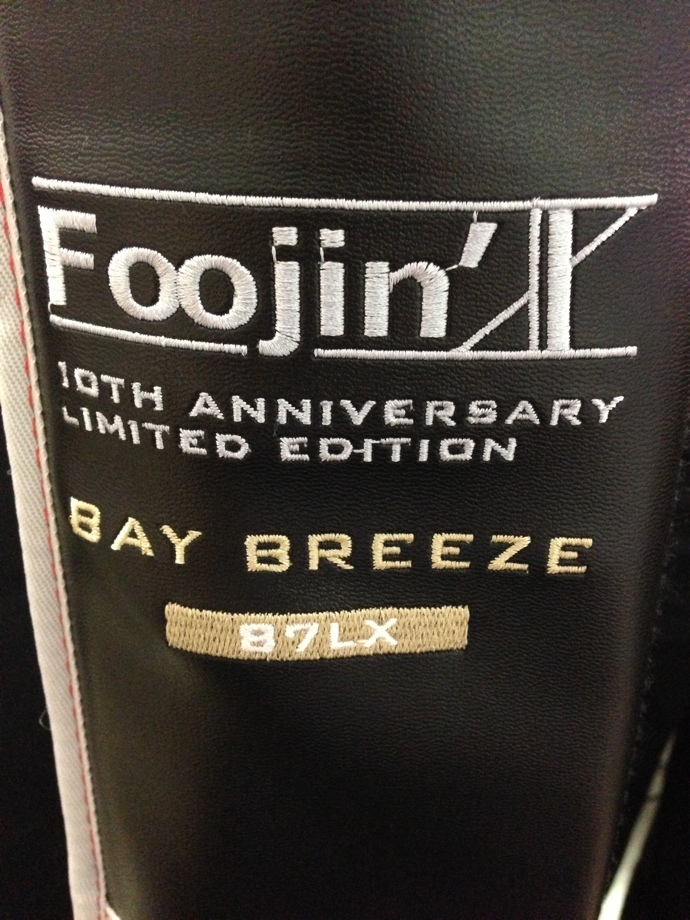 Foojin'X
10TH ANNIVERSARY
LIMITED EDITION
BAY BREEZE
87LX